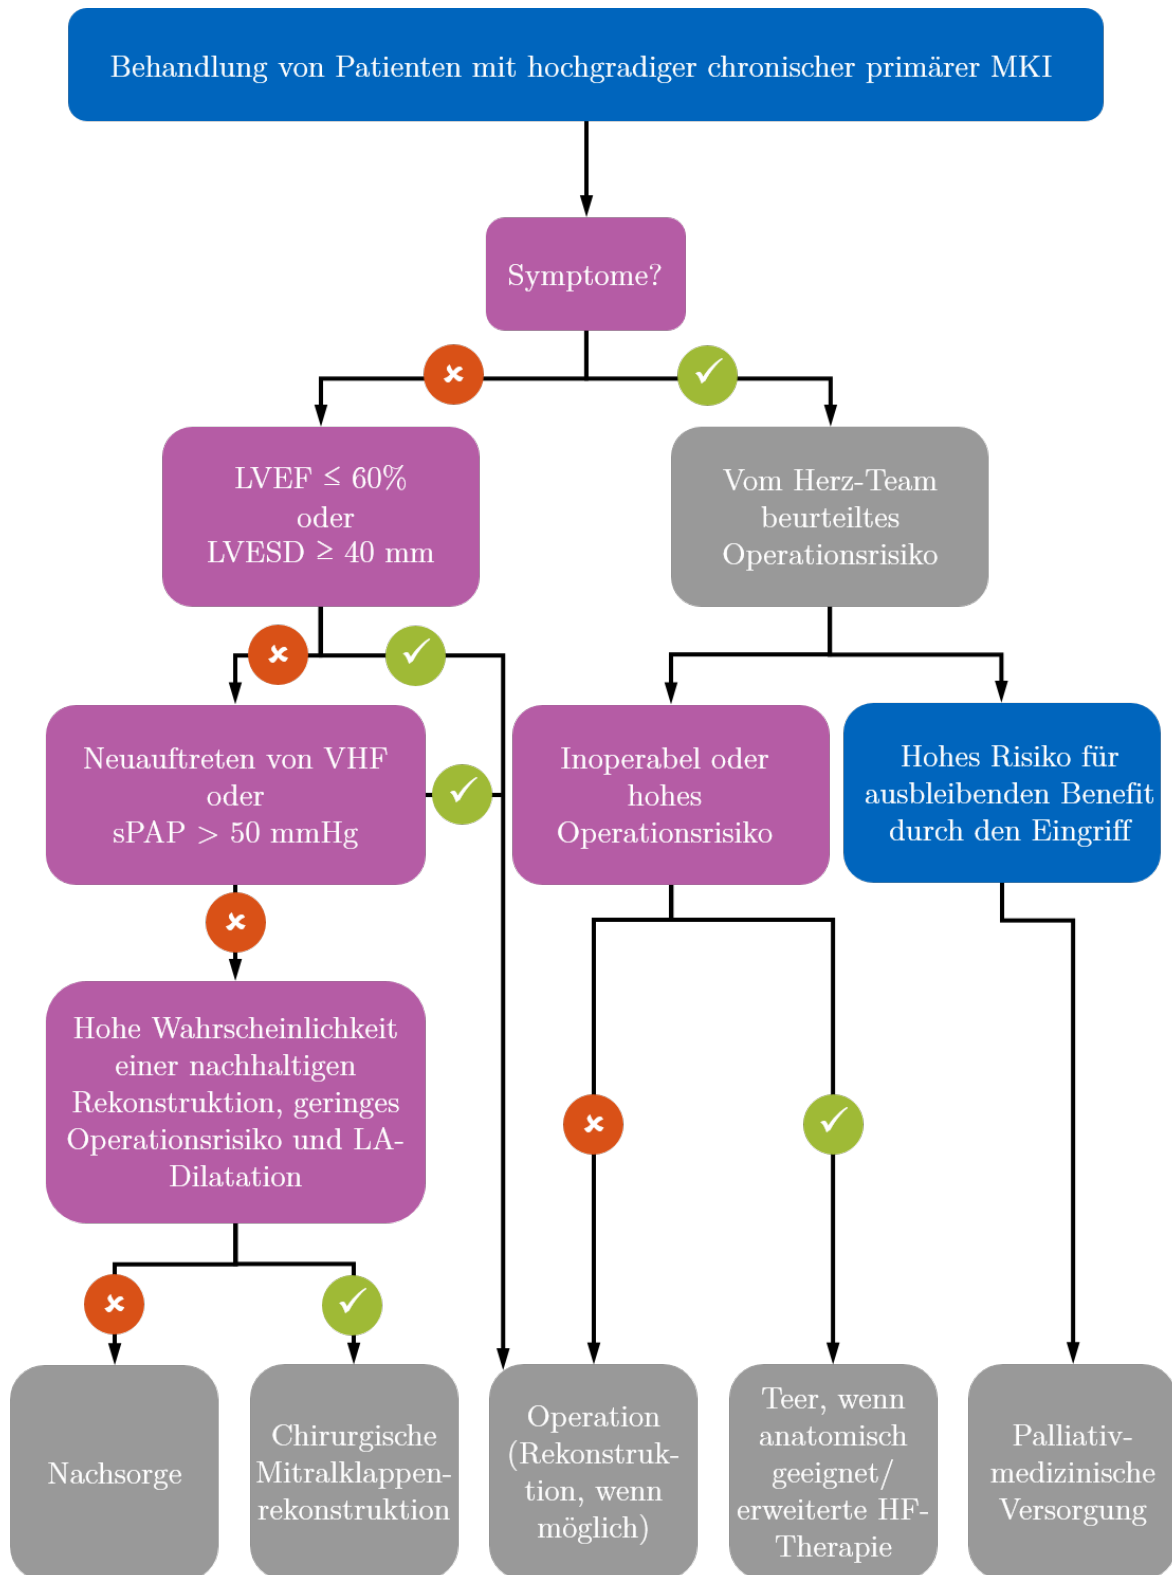 Behandlung von Patienten mit hochgradiger chronischer primärer MKI
Symptome?
LVEF ≤ 60%
oder
LVESD ≥ 40 mm
Vom Herz-Team
beurteiltes
Operationsrisiko
Neuauftreten von VHF
oder
sPAP > 50 mmHg
Inoperabel oder
hohes
Operationsrisiko
Hohes Risiko für
ausbleibenden Benefit
durch den Eingriff
Hohe Wahrscheinlichkeit
einer nachhaltigen
Rekonstruktion, geringes
Operationsrisiko und LA-
Dilatation
Nachsorge
Chirurgische
Mitralklappen-
rekonstruktion
Operation
(Rekonstruk-
tion, wenn
möglich)
Teer, wenn
anatomisch
geeignet/
erweiterte HF-
Therapie
Palliativ-
medizinische
Versorgung